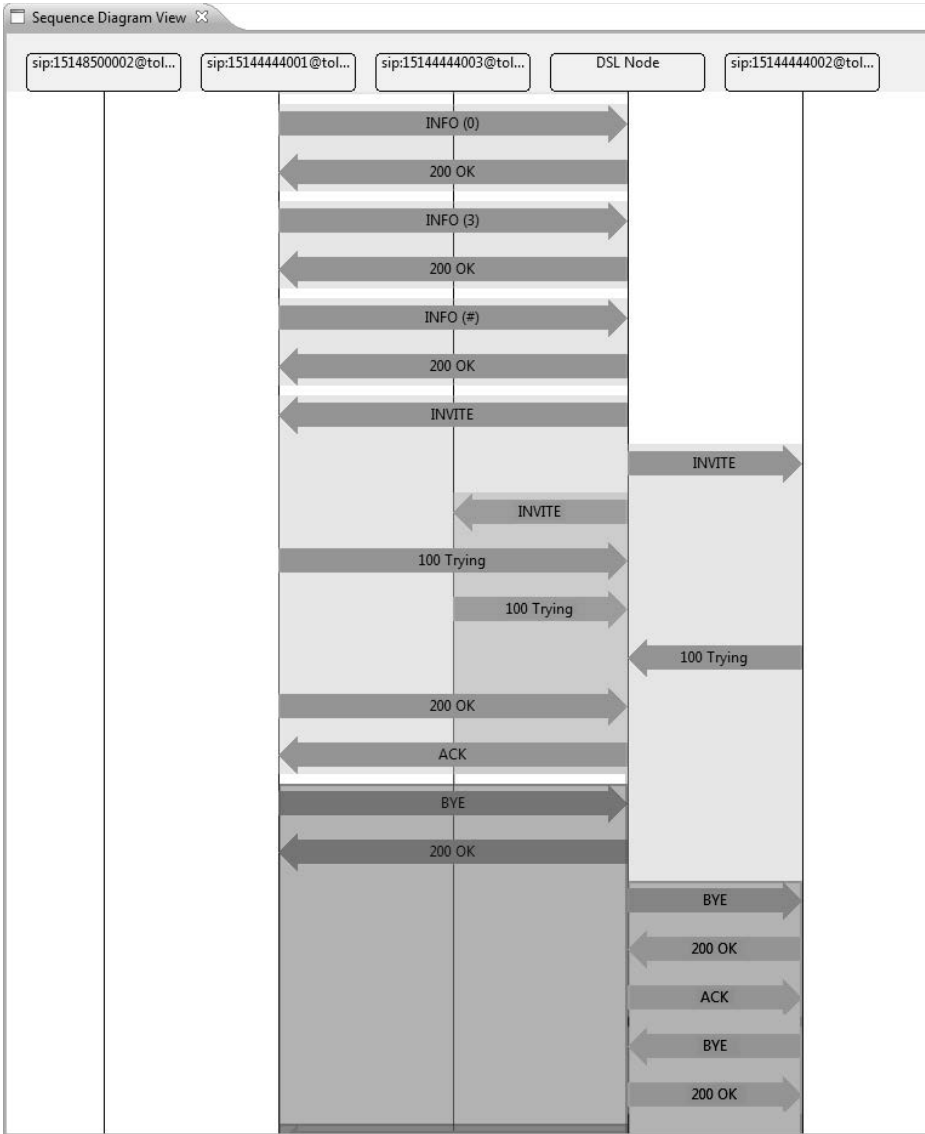 Sequence Diagram View
sip:15148500002@tol... sip:15144444001@tol... sip:15144444003@tol... DSL Node sip:15144444002@tol...
INFO (0)
200 OK
INFO (3)
200 OK
INFO (#)
200 OK
INVITE
INVITE
INVITE
100 Trying
100 Trying
100 Trying
200 OK
ACK
BYE
200 OK
BYE
200 OK
ACK
BYE
200 OK